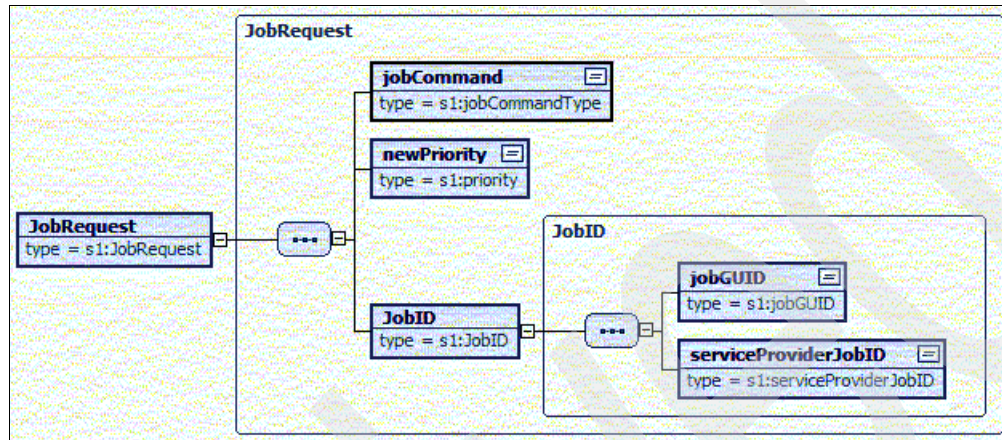 JobRequest
jobCommand
type = s1:jobCommandType
newPriority
type = s1:priority
JobRequest
type = s1:JobRequest
JobID
JobID
type = s1:JobID
jobGUID
type = s1:jobGUID
serviceProviderJobID
type = s1:serviceProviderJobID